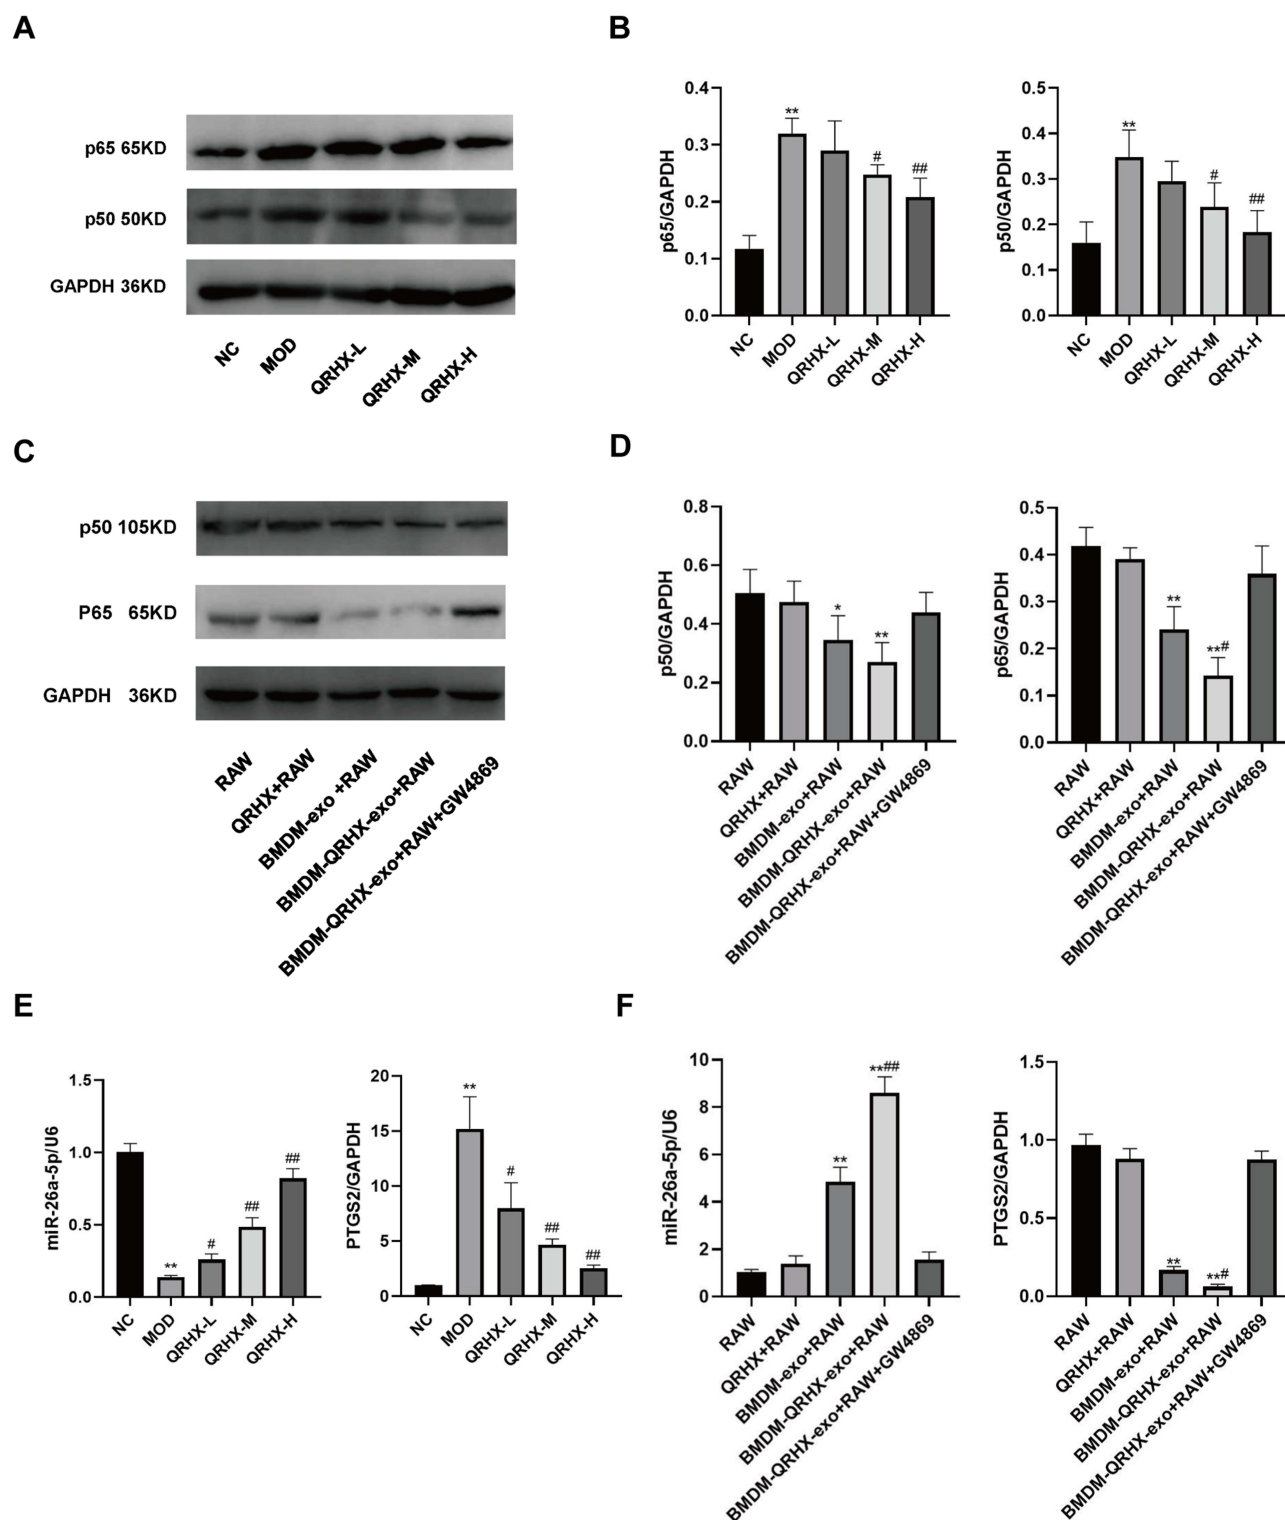 A
p65 65KD
p50 50KD
GAPDH 36KD
NC
MOD
QRHX-L
QRHX-M
QRHX-H
B
p65/GAPDH
0.4
0.3
0.2
0.1
0.0
**
#
##
NC
MOD
QRHX-L
QRHX-M
QRHX-H
p50/GAPDH
0.5
0.4
0.3
0.2
0.1
0.0
**
#
##
NC
MOD
QRHX-L
QRHX-M
QRHX-H
C
p50 105KD
P65 65KD
GAPDH 36KD
RAW
QRHX+RAW
BMDM-exo +RAW
BMDM-QRHX-exo+RAW
BMDM-QRHX-exo+RAW+GW4869
D
p50/GAPDH
0.8
0.6
0.4
0.2
0.0
*
**
RAW
QRHX+RAW
BMDM-exo+RAW
BMDM-QRHX-exo+RAW
BMDM-QRHX-exo+RAW+GW4869
p65/GAPDH
0.5
0.4
0.3
0.2
0.1
0.0
**
**#
RAW
QRHX+RAW
BMDM-exo+RAW
BMDM-QRHX-exo+RAW
BMDM-QRHX-exo+RAW+GW4869
E
miR-26a-5p/U6
1.5
1.0
0.5
0.0
**
#
##
##
NC
MOD
QRHX-L
QRHX-M
QRHX-H
PTGS2/GAPDH
20
15
10
5
0
**
#
##
##
NC
MOD
QRHX-L
QRHX-M
QRHX-H
F
miR-26a-5p/U6
10
8
6
4
2
0
**
**##
RAW
QRHX+RAW
BMDM-exo+RAW
BMDM-QRHX-exo+RAW
BMDM-QRHX-exo+RAW+GW4869
PTGS2/GAPDH
1.5
1.0
0.5
0.0
**
**#
RAW
QRHX+RAW
BMDM-exo+RAW
BMDM-QRHX-exo+RAW
BMDM-QRHX-exo+RAW+GW4869